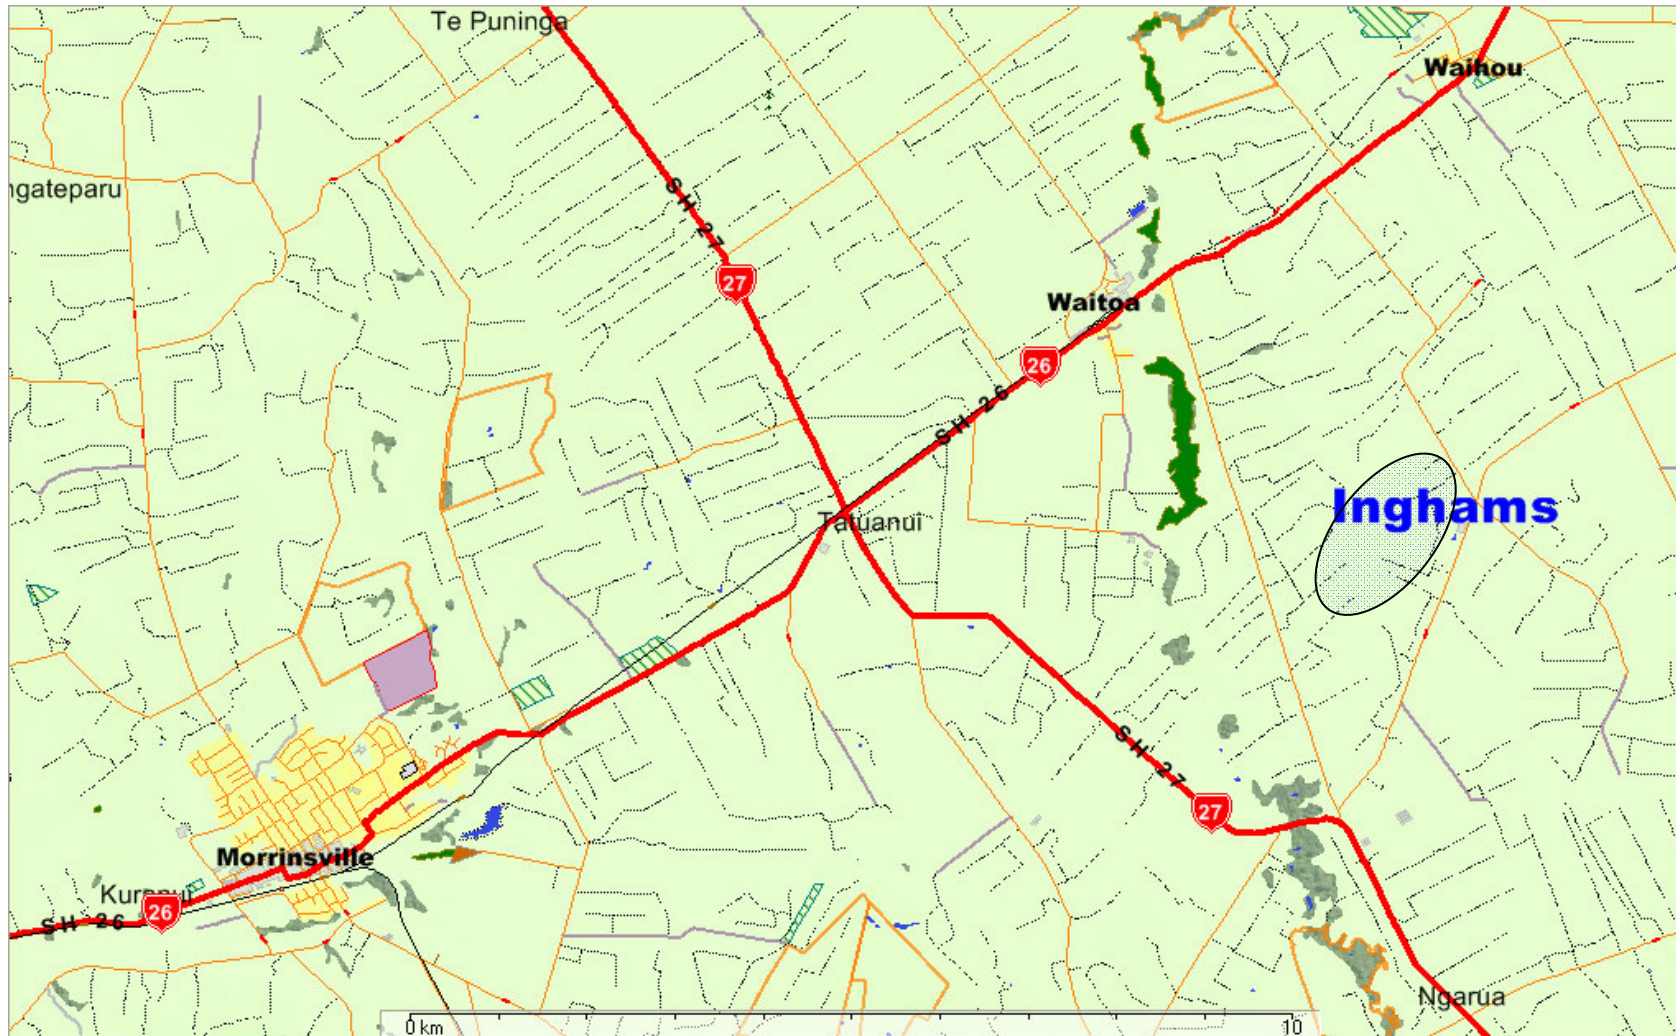 Te Puninga
Waihou
ngateparu
SH 27
27
Waitoa
26
SH 26
Inghams
Tatuanui
SH 27
27
Morrinsville
Kuranui
26
SH 26
Ngarua
0 km 10